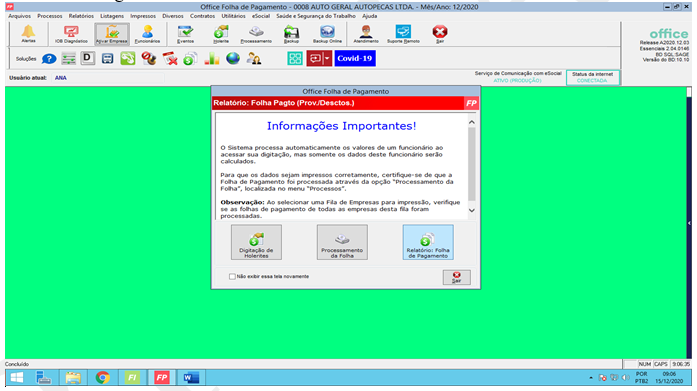 Office Folha de Pagamento - 0008 AUTO GERAL AUTOPECAS LTDA. - Mês/Ano: 12/2020
Arquivos Processos Relatórios Listagens Impressos Diversos Contratos Utilitários eSocial Saúde e Segurança do Trabalho Ajuda
Alertas IOB Diagnóstico Ativar Empresa Funcionários Eventos Holerite Processamento Backup Backup Online Atendimento Suporte Remoto
office
Release A2020.12.03
Essenciais 2.04.0146
BD SQL:SAGE
Versão do BD:10.10
Soluções D Covid-19
Usuário atual: ANA
Serviço de Comunicação com eSocial
ATIVO (PRODUÇÃO)
Status da internet
CONECTADA
Office Folha de Pagamento
Relatório: Folha Pagto (Prov./Desctos.) FP
Informações Importantes!
O Sistema processa automaticamente os valores de um funcionário ao
acessar sua digitação, mas somente os dados deste funcionário serão
calculados.
Para que os dados sejam impressos corretamente, certifique-se de que a
Folha de Pagamento foi processada através da opção "Processamento da
Folha", localizada no menu "Processos".
Observação: Ao selecionar uma Fila de Empresas para impressão, verifique
se as folhas de pagamento de todas as empresas desta fila foram
processadas.
Digitação de
Holerites
Processamento
da Folha
Relatório: Folha
de Pagamento
Não exibir essa tela novamente
Sair
Concluído
NUM CAPS 9:06:35
FI FP W
POR
PTB2
09:06
15/12/2020